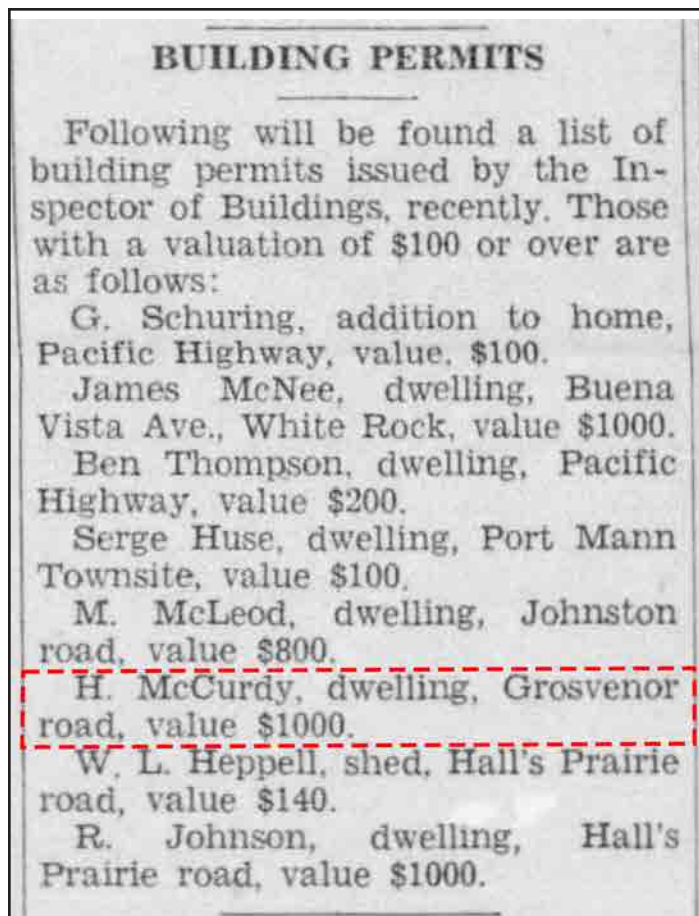 BUILDING PERMITS
Following will be found a list of
building permits issued by the In-
spector of Buildings, recently. Those
with a valuation of $100 or over are
as follows:
G. Schuring, addition to home,
Pacific Highway, value, $100.
James McNee, dwelling, Buena
Vista Ave., White Rock, value $1000.
Ben Thompson, dwelling, Pacific
Highway, value $200.
Serge Huse, dwelling, Port Mann
Townsite, value $100.
M. McLeod, dwelling, Johnston
road, value $800.
H. McCurdy, dwelling, Grosvenor
road, value $1000.
W. L. Heppell, shed, Hall's Prairie
road, value $140.
R. Johnson, dwelling, Hall's
Prairie road, value $1000.